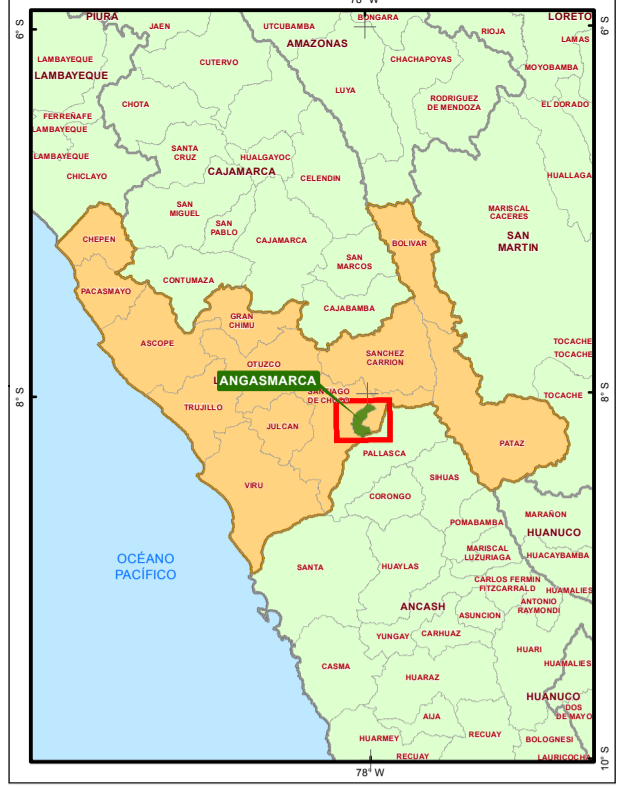 78° W
PIURA
BONGARA
LORETO
6° S
JAEN
UTCUBAMBA
RIOJA
6° S
AMAZONAS
LAMAS
LAMBAYEQUE
CUTERVO
CHACHAPOYAS
MOYOBAMBA
LAMBAYEQUE
LUYA
CHOTA
RODRIGUEZ
DE MENDOZA
EL DORADO
FERREÑAFE
LAMBAYEQUE
SANTA
CRUZ
HUALGAYOC
LAMBAYEQUE
CAJAMARCA
CHICLAYO
CELENDIN
HUALLAGA
SAN
MIGUEL
MARISCAL
CACERES
SAN
PABLO
SAN
MARTIN
CHEPEN
CAJAMARCA
BOLIVAR
SAN
MARCOS
CONTUMAZA
PACASMAYO
CAJABAMBA
GRAN
CHIMU
ASCOPE
TOCACHE
TOCACHE
SANCHEZ
CARRION
OTUZCO
ANGASMARCA
SANTIAGO
DE CHUCO
TOCACHE
8° S
8° S
TRUJILLO
JULCAN
PATAZ
PALLASCA
VIRU
SIHUAS
CORONGO
MARAÑON
POMABAMBA
HUANUCO
OCÉANO
PACÍFICO
MARISCAL
LUZURIAGA
HUACAYBAMBA
SANTA
HUAYLAS
CARLOS FERMIN
FITZCARRALD
HUAMALIES
ANCASH
ANTONIO
RAYMONDI
ASUNCION
YUNGAY
CARHUAZ
HUARI
CASMA
HUAMALIES
HUARAZ
HUANUCO
DOS
DE MAYO
AIJA
HUARMEY
RECUAY
BOLOGNESI
RECUAY
LAURICOCHA
10° S
78° W